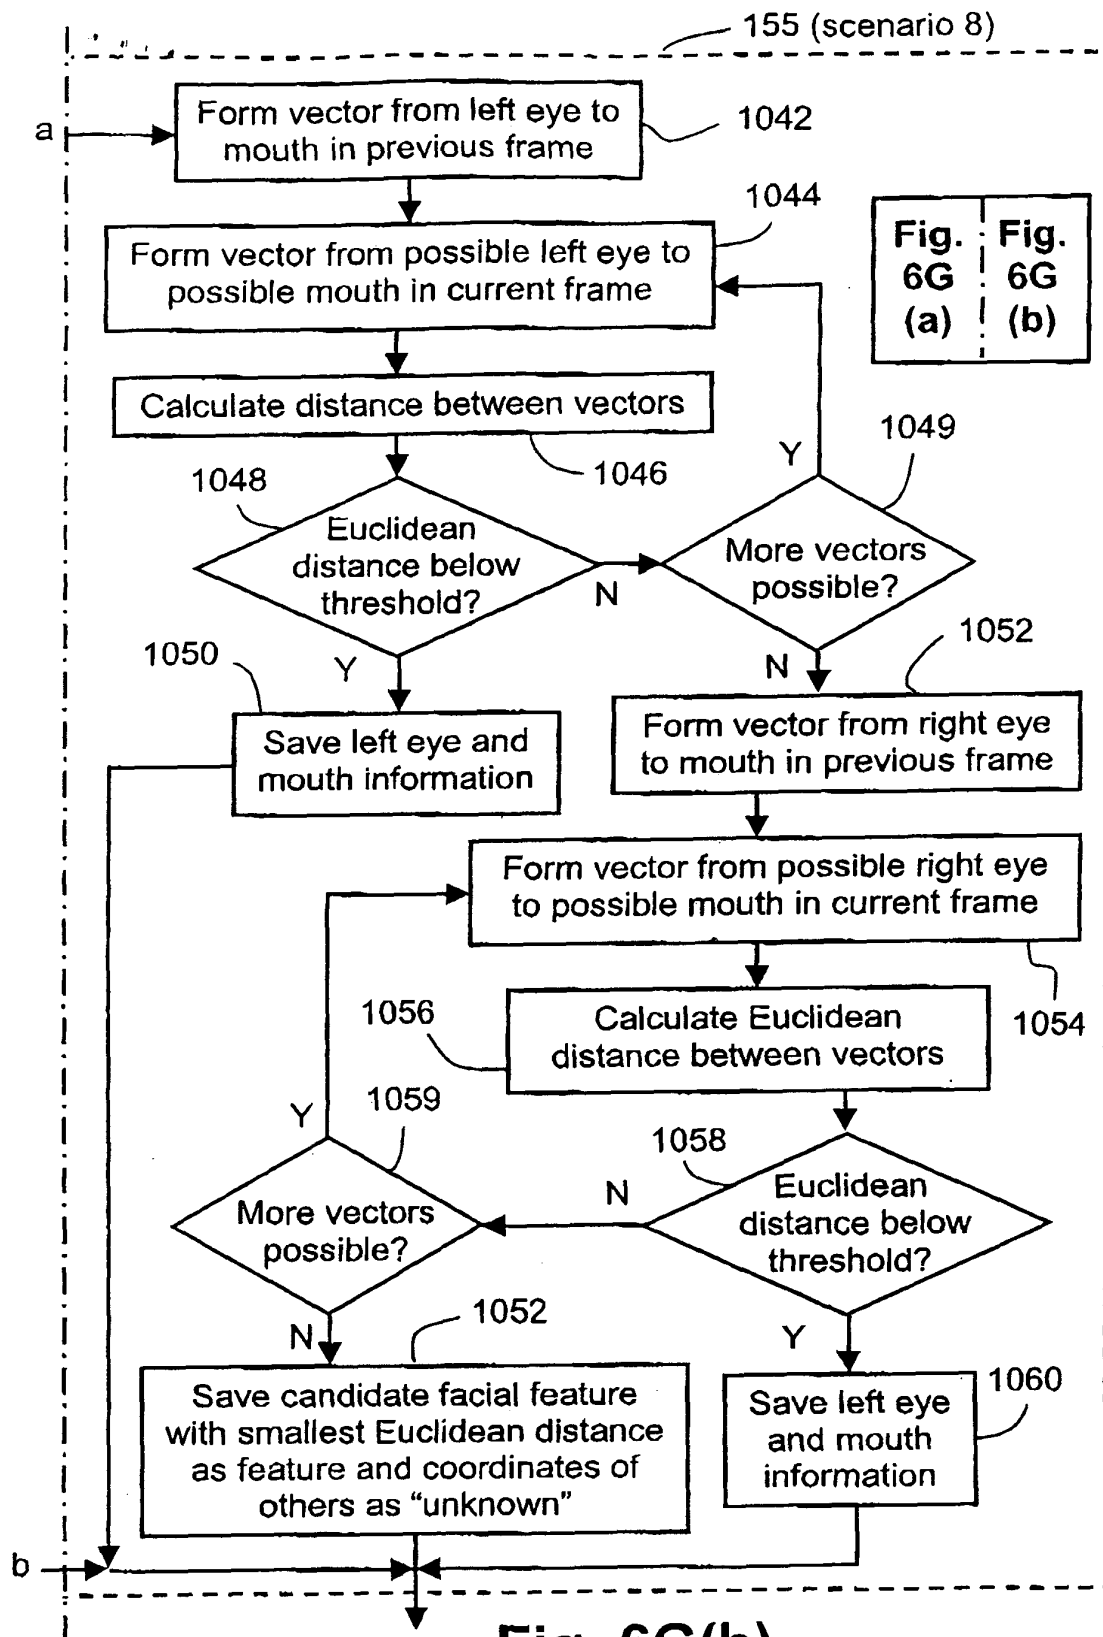 155 (scenario 8)
a
Form vector from left eye to
mouth in previous frame
1042
1044
Form vector from possible left eye to
possible mouth in current frame
Fig.
6G
(a)
Fig.
6G
(b)
Calculate distance between vectors
1046
1048
Euclidean
distance below
threshold?
N
Y
1049
Y
More vectors
possible?
N
1050
Save left eye and
mouth information
1052
Form vector from right eye
to mouth in previous frame
Form vector from possible right eye
to possible mouth in current frame
1054
1056
Calculate Euclidean
distance between vectors
1058
Euclidean
distance below
threshold?
N
Y
1059
Y
More vectors
possible?
N
1052
Save candidate facial feature
with smallest Euclidean distance
as feature and coordinates of
others as “unknown”
1060
Save left eye
and mouth
information
b
Fig. 6G(b)